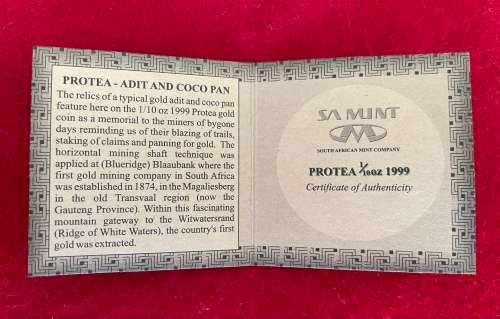 PROTEA - ADIT AND COCO PAN
The relics of a typical gold adit and coco pan
feature here on the 1/10 oz 1999 Protea gold
coin as a memorial to the miners of bygone
days reminding us of their blazing of trails,
staking of claims and panning for gold. The
horizontal mining shaft technique was
applied at (Blueridge) Blaaubank where the
first gold mining company in South Africa
was established in 1874, in the Magaliesberg
in the old Transvaal region (now the
Gauteng Province). Within this fascinating
mountain gateway to the Witwatersrand
(Ridge of White Waters), the country's first
gold was extracted.
SA MINT
SOUTH AFRICAN MINT COMPANY
PROTEA 1/10 OZ 1999
Certificate of Authenticity